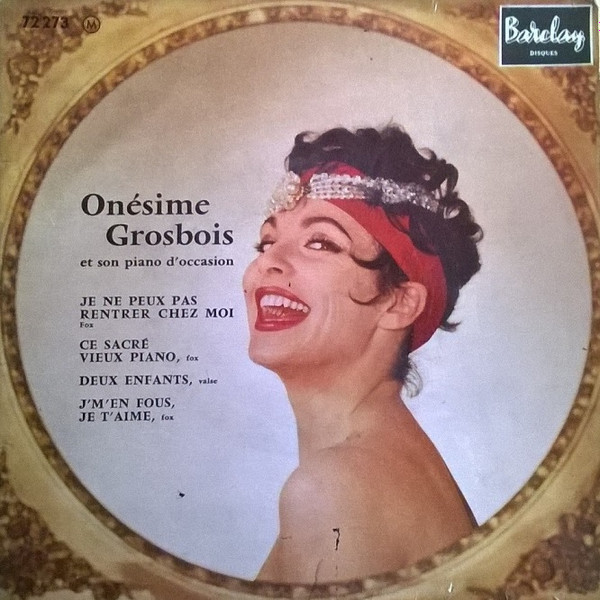 72 273 M
Barclay
DISQUES
Onésime
Grosbois
et son piano d'occasion
JE NE PEUX PAS
RENTRER CHEZ MOI
Fox
CE SACRÉ
VIEUX PIANO, fox
DEUX ENFANTS, valse
J'M'EN FOUS,
JE T'AIME, fox